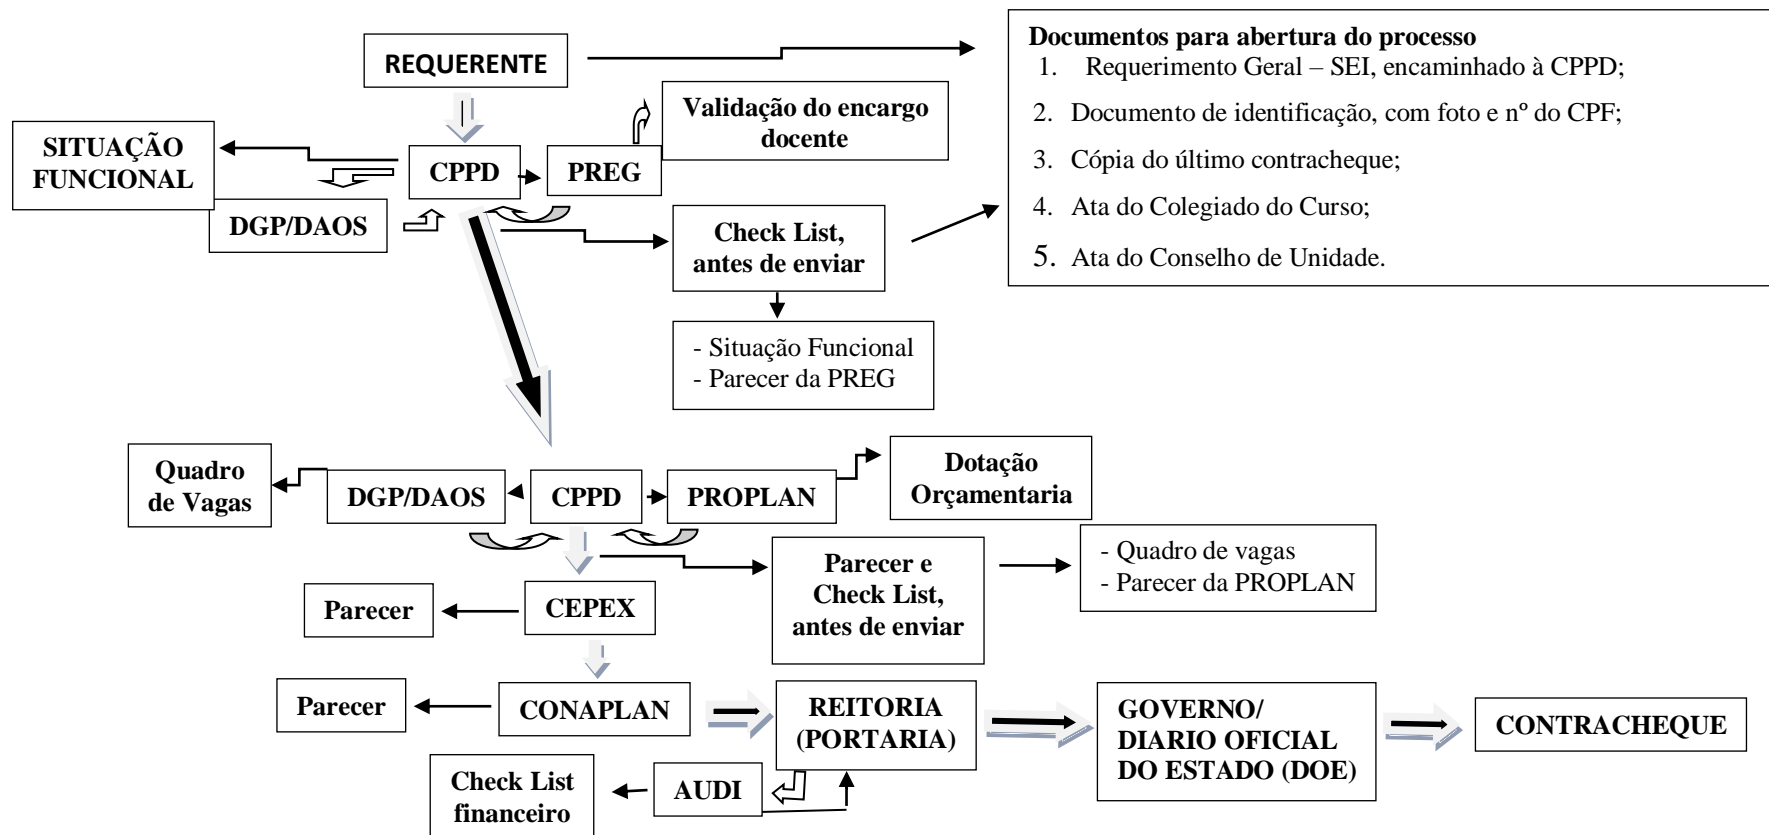 REQUERENTE
Documentos para abertura do processo
1. Requerimento Geral – SEI, encaminhado à CPPD;
2. Documento de identificação, com foto e nº do CPF;
3. Cópia do último contracheque;
4. Ata do Colegiado do Curso;
5. Ata do Conselho de Unidade.
Validação do encargo
docente
SITUAÇÃO
FUNCIONAL
CPPD
PREG
DGP/DAOS
Check List,
antes de enviar
- Situação Funcional
- Parecer da PREG
Quadro
de Vagas
DGP/DAOS
CPPD
PROPLAN
Dotação
Orçamentaria
Parecer e
Check List,
antes de enviar
- Quadro de vagas
- Parecer da PROPLAN
Parecer
CEPEX
Parecer
CONAPLAN
REITORIA
(PORTARIA)
GOVERNO/
DIARIO OFICIAL
DO ESTADO (DOE)
CONTRACHEQUE
Check List
financeiro
AUDI